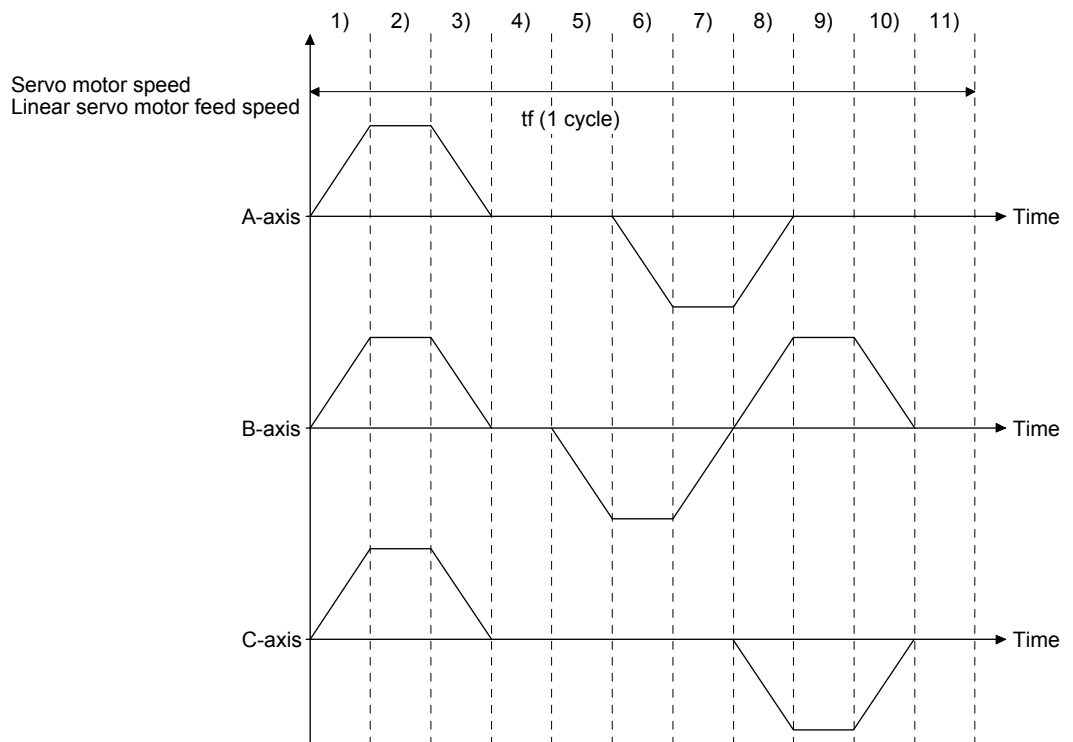 1) 2) 3) 4) 5) 6) 7) 8) 9) 10) 11)
Servo motor speed
Linear servo motor feed speed
tf (1 cycle)
A-axis Time
B-axis Time
C-axis Time